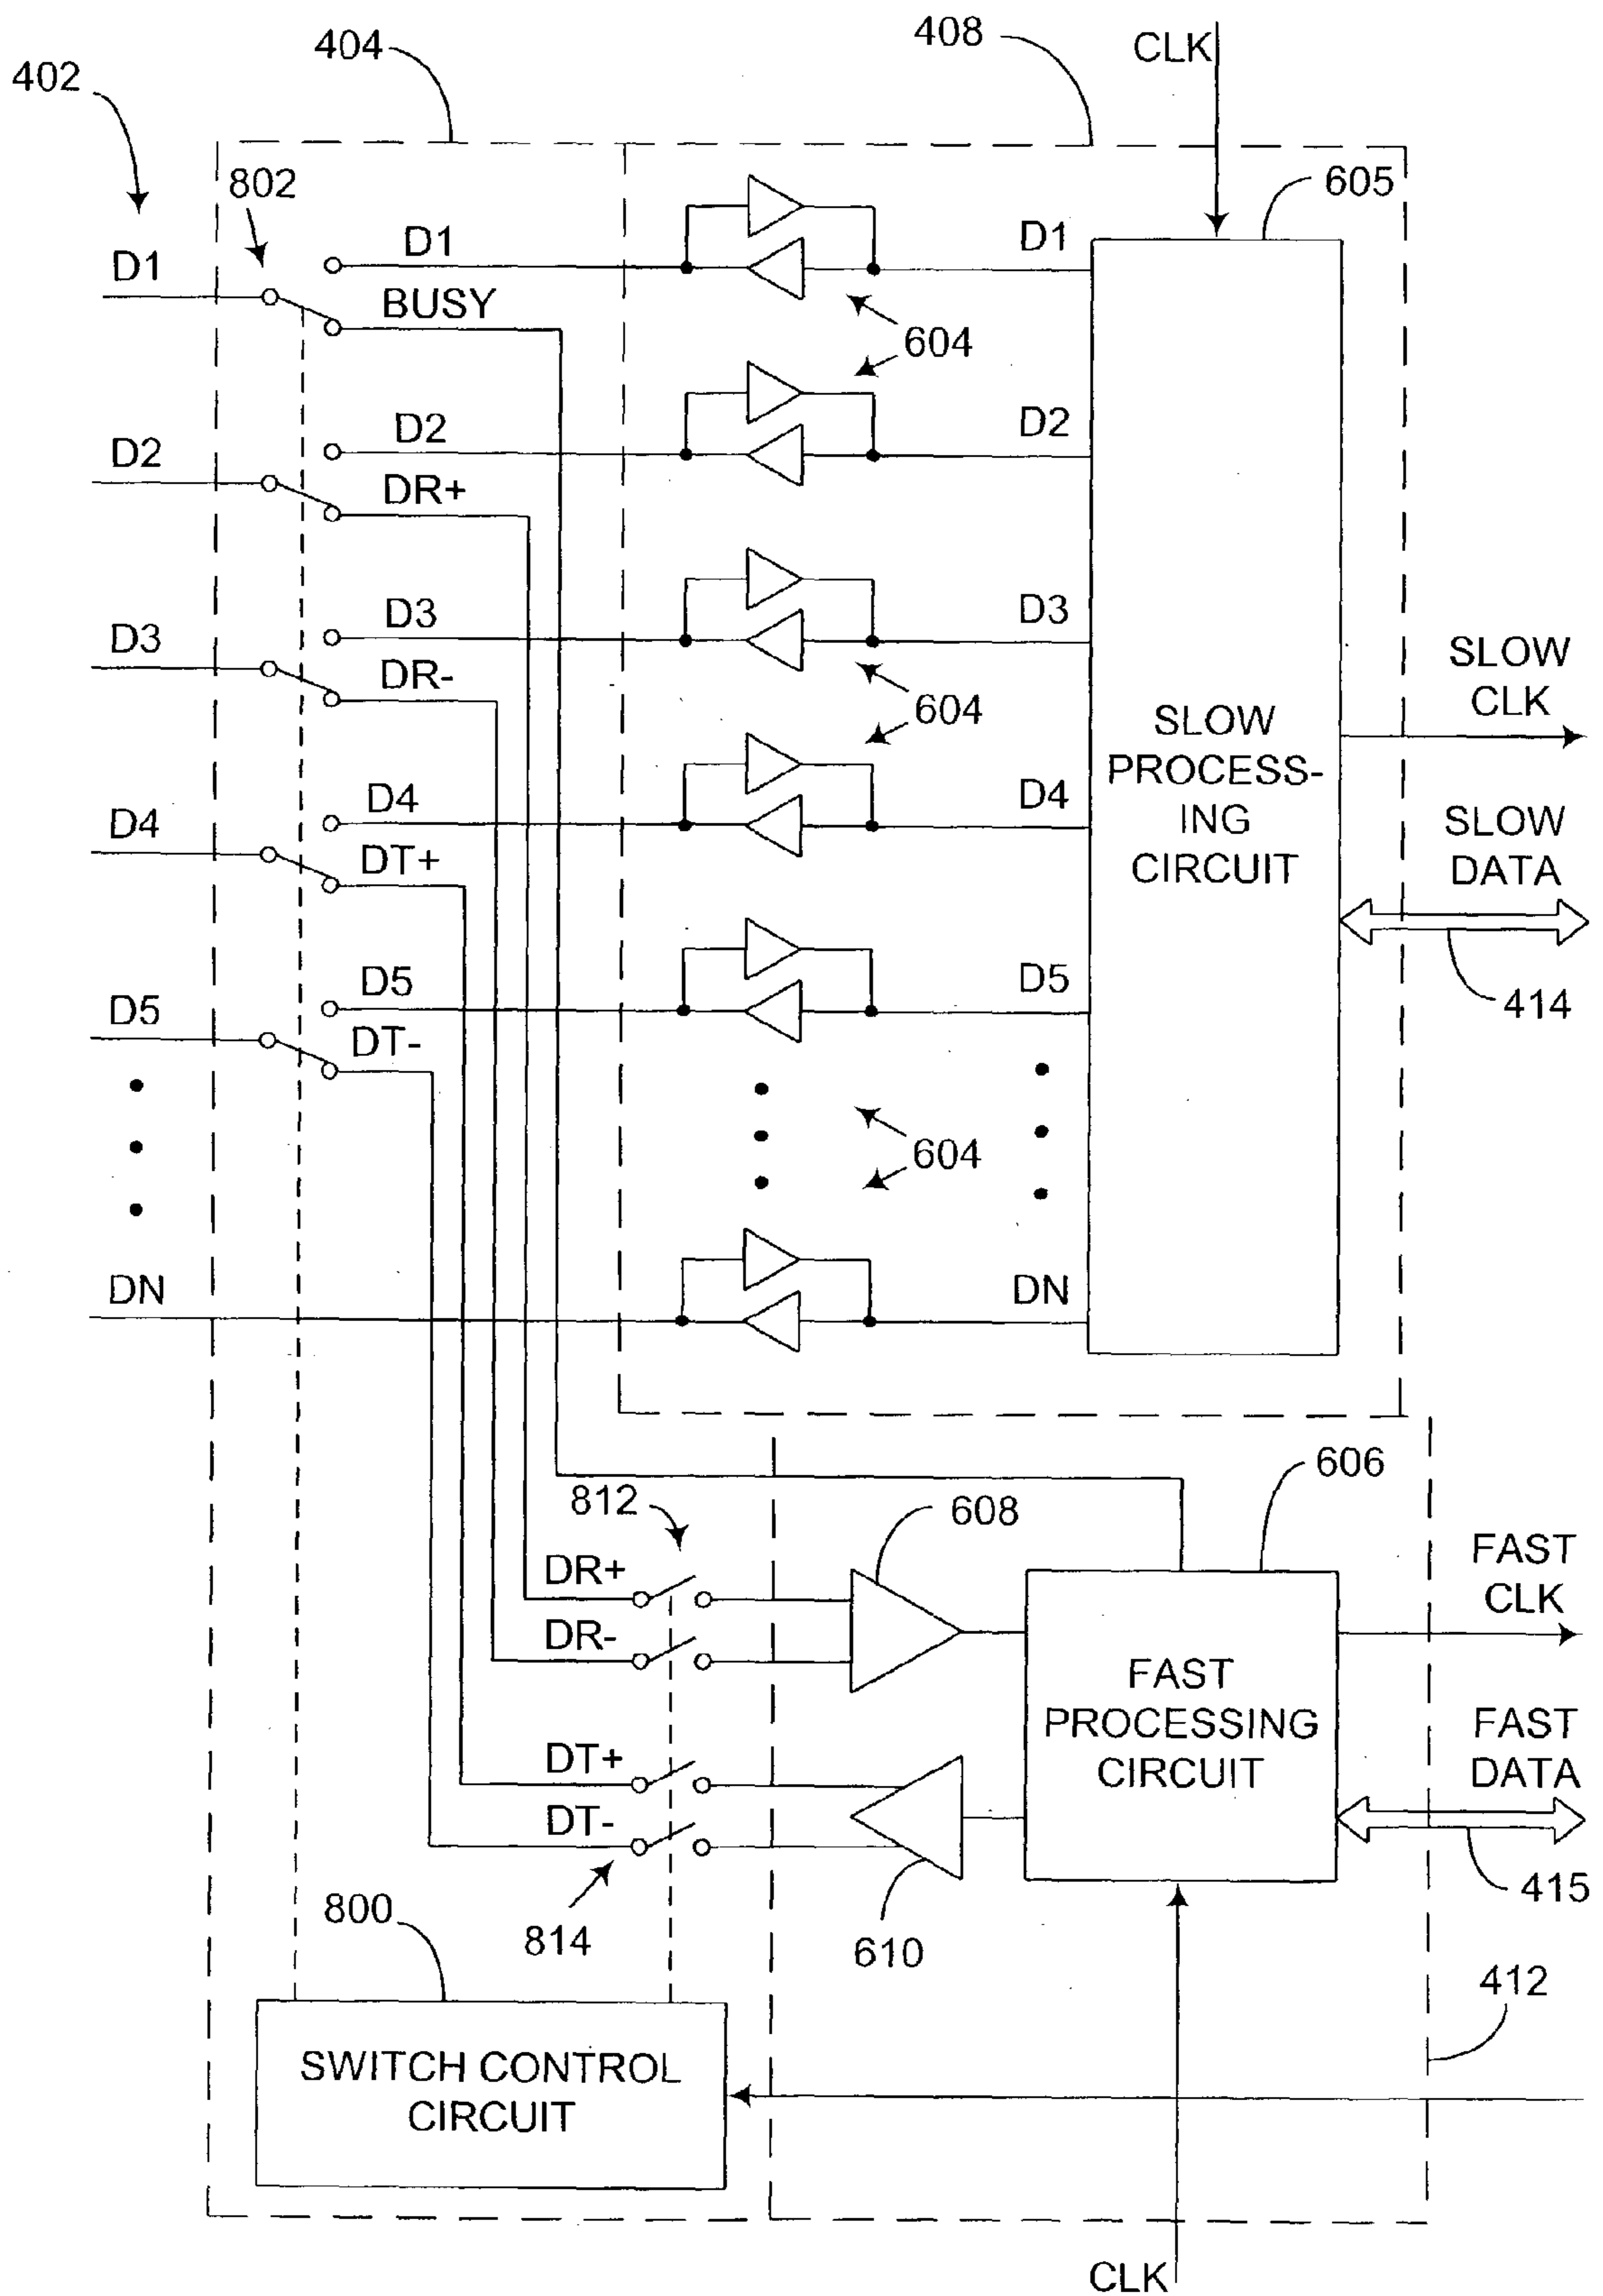 404
408
CLK
402
802
605
D1
D1
D1
BUSY
604
D2
D2
D2
DR+
D3
D3
D3
DR-
604
SLOW
CLK
SLOW
PROCESS-
ING
CIRCUIT
D4
D4
D4
DT+
SLOW
DATA
D5
D5
D5
DT-
414
604
DN
DN
606
812
608
DR+
DR-
FAST
CLK
FAST
PROCESSING
CIRCUIT
DT+
DT-
FAST
DATA
415
800
814
610
412
SWITCH CONTROL
CIRCUIT
CLK